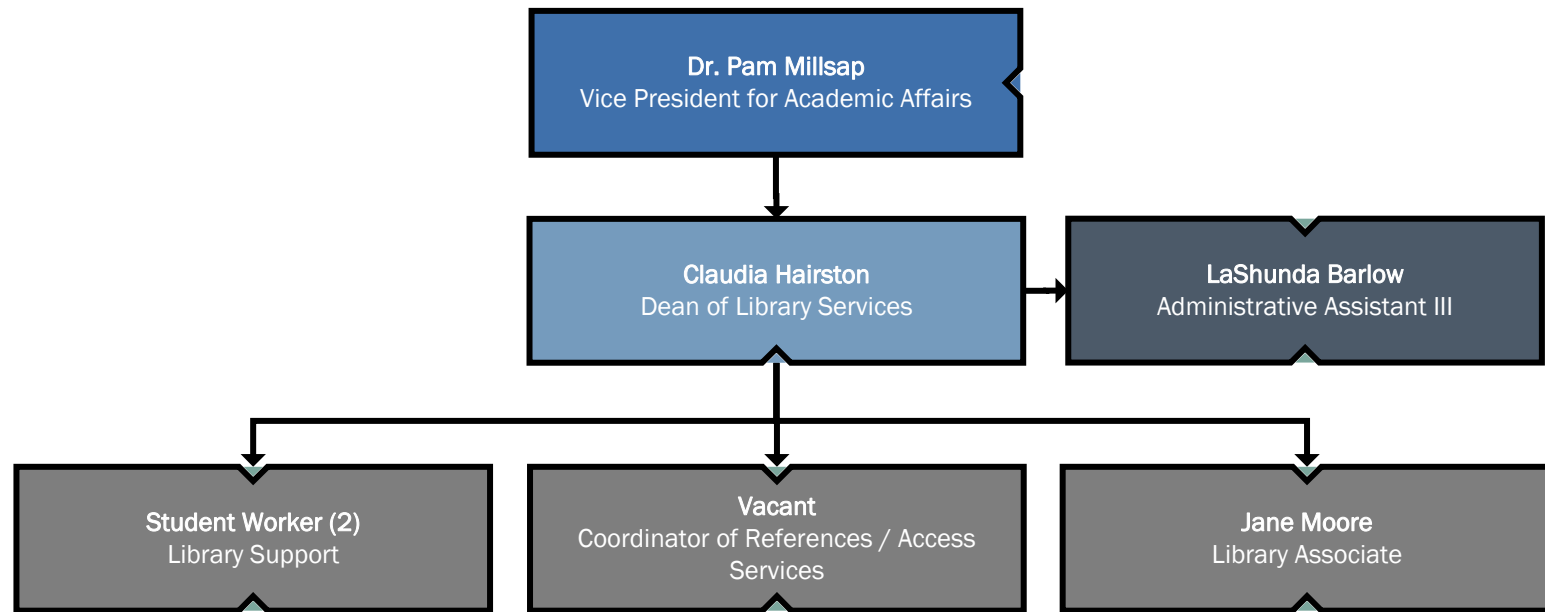 Dr. Pam Millsap
Vice President for Academic Affairs
Claudia Hairston
Dean of Library Services
LaShunda Barlow
Administrative Assistant III
Student Worker (2)
Library Support
Vacant
Coordinator of References / Access
Services
Jane Moore
Library Associate